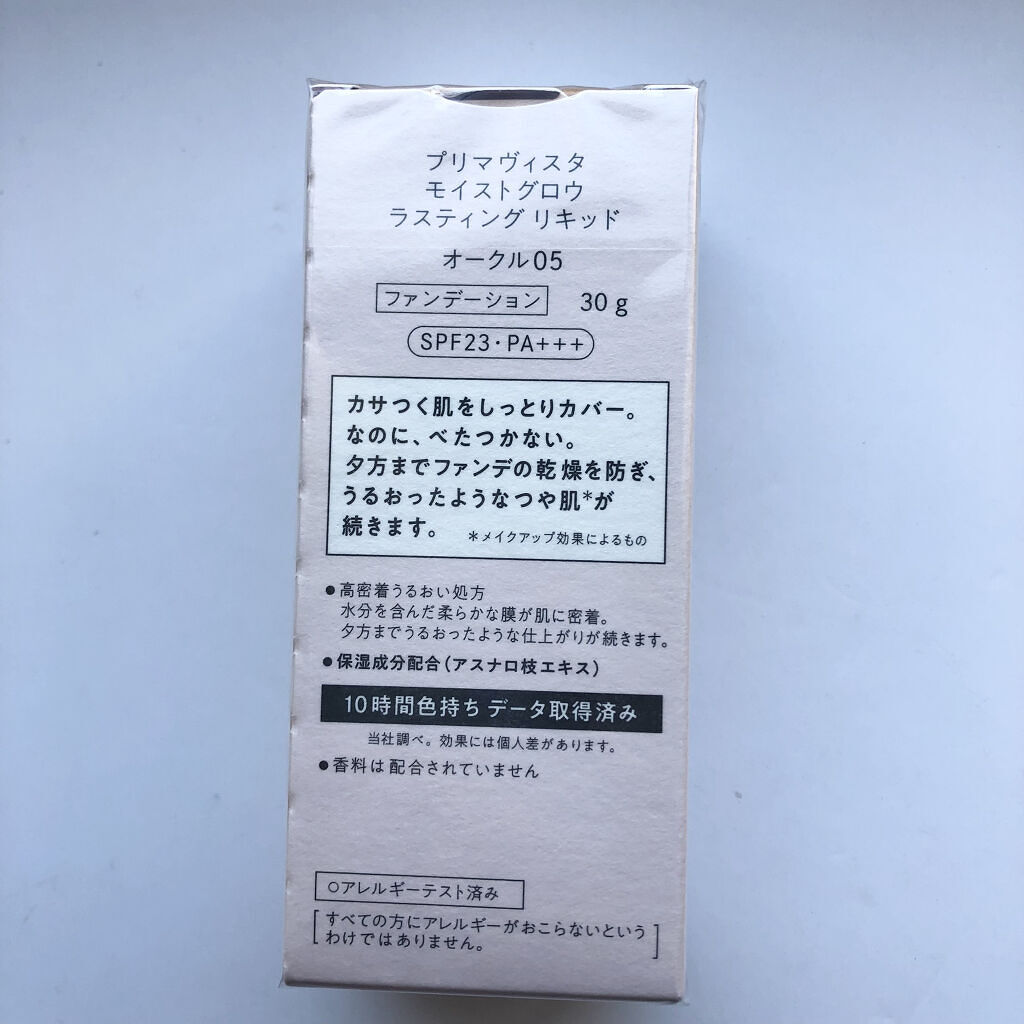 プリマヴィスタ
モイストグロウ
ラスティング リキッド
オークル05
ファンデーション 30 g
SPF23・PA+++
カサつく肌をしっとりカバー。
なのに、べたつかない。
夕方までファンデの乾燥を防ぎ、
うるおったようなつや肌*が
続きます。 *メイクアップ効果によるもの
●高密着うるおい処方
水分を含んだ柔らかな膜が肌に密着。
夕方までうるおったような仕上がりが続きます。
●保湿成分配合(アスナロ枝エキス)
10時間色持ち データ取得済み
当社調べ。効果には個人差があります。
●香料は配合されていません
○アレルギーテスト済み
[すべての方にアレルギーがおこらないという
わけではありません。]